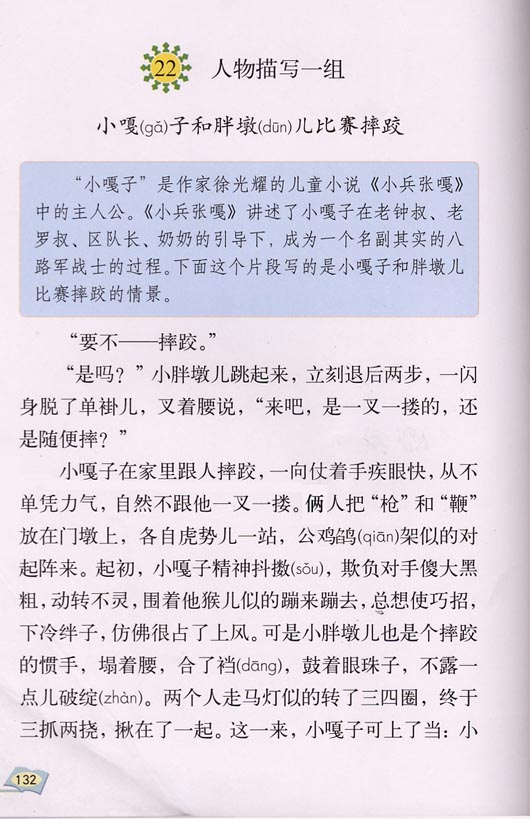 22 人物描写一组
小嘎(gǎ)子和胖墩(dūn)儿比赛摔跤
“小嘎子”是作家徐光耀的儿童小说《小兵张嘎》
中的主人公。《小兵张嘎》讲述了小嘎子在老钟叔、老
罗叔、区队长、奶奶的引导下，成为一个名副其实的八
路军战士的过程。下面这个片段写的是小嘎子和胖墩儿
比赛摔跤的情景。
“要不——摔跤。”
“是吗？”小胖墩儿跳起来，立刻退后两步，一闪
身脱了单褂儿，叉着腰说，“来吧，是一叉一搂的，还
是随便摔？”
小嘎子在家里跟人摔跤，一向仗着手疾眼快，从不
单凭力气，自然不跟他一叉一搂。俩人把“枪”和“鞭”
放在门墩上，各自虎势儿一站，公鸡鹐(qiān)架似的对
起阵来。起初，小嘎子精神抖擞(sǒu)，欺负对手傻大黑
粗，动转不灵，围着他猴儿似的蹦来蹦去，总想使巧招，
下冷绊子，仿佛很占了上风。可是小胖墩儿也是个摔跤
的惯手，塌着腰，合了裆(dāng)，鼓着眼珠子，不露一
点儿破绽(zhàn)。两个人走马灯似的转了三四圈，终于
三抓两挠，揪在了一起。这一来，小嘎子可上了当：小
132